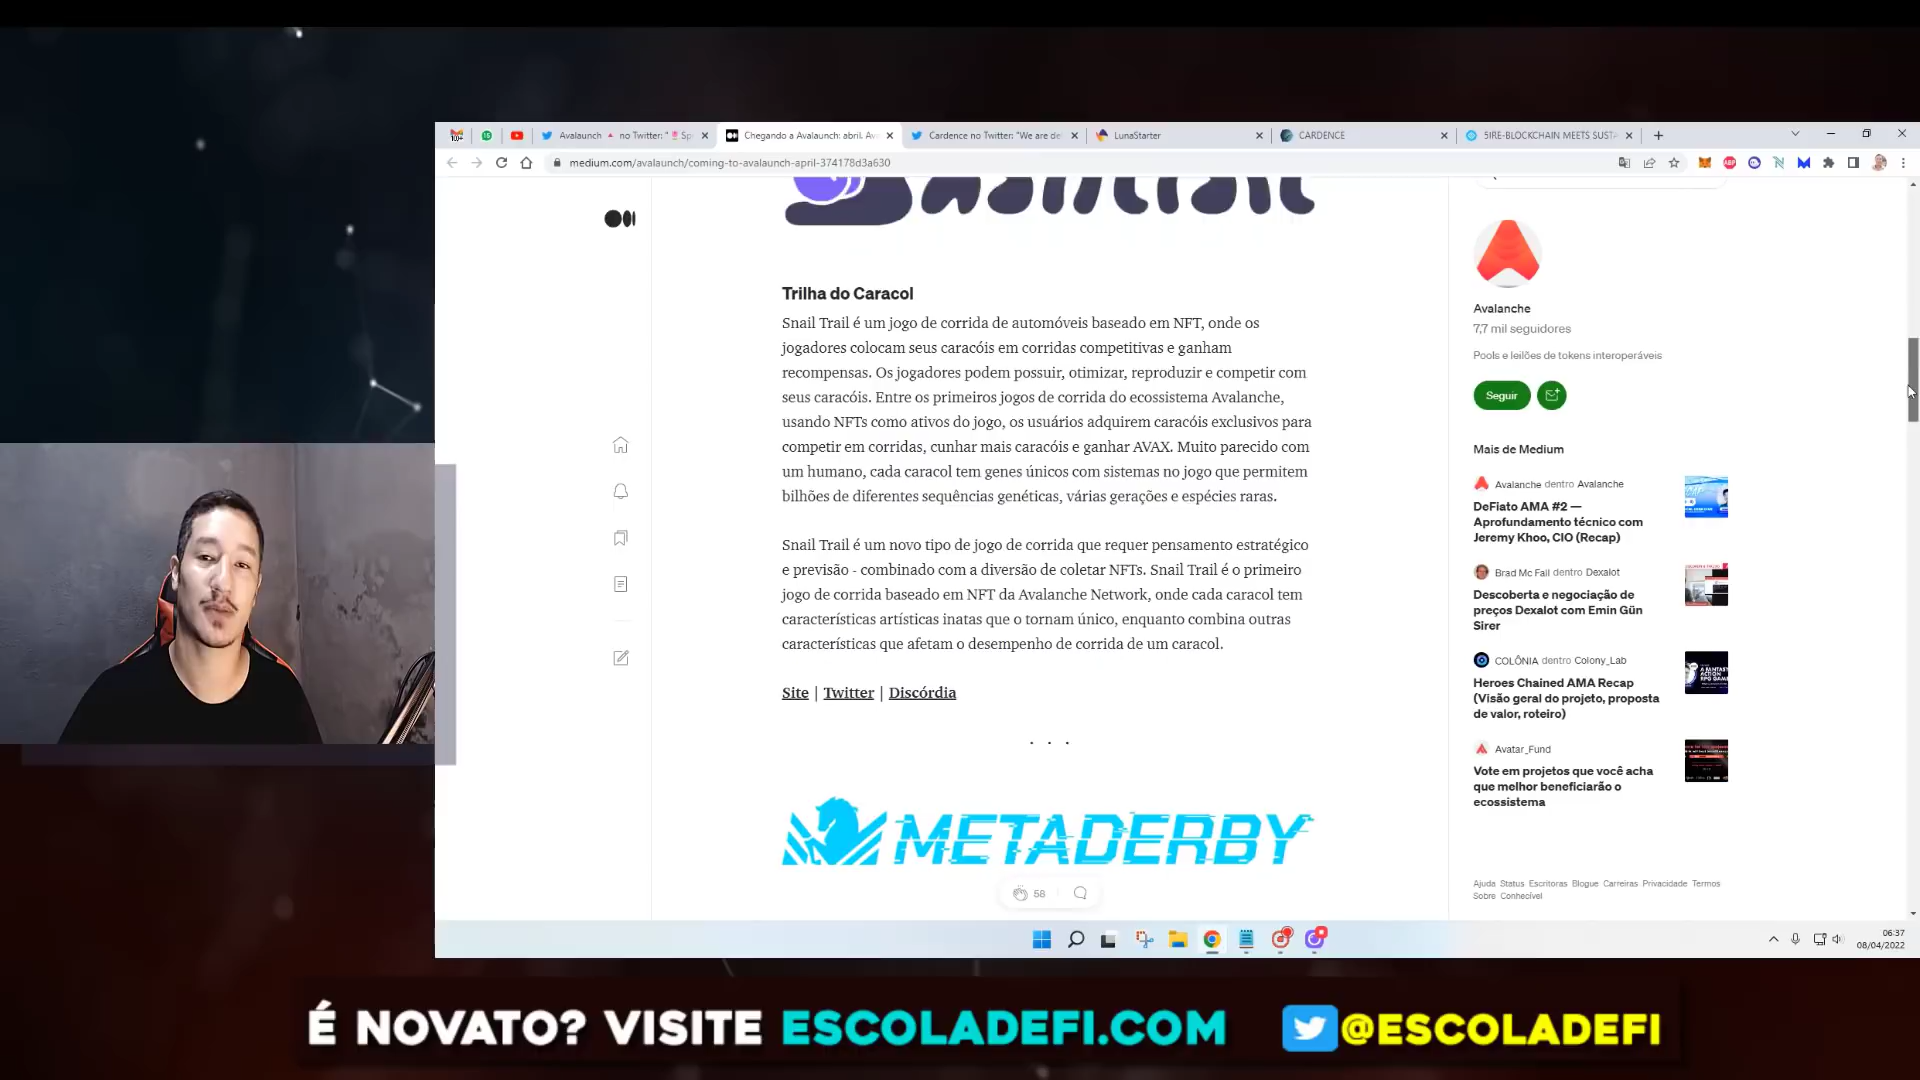 Avalaunch 🔺 no Twitter: "🌷Sp
Chegando a Avalaunch: abril. Av
Cardence no Twitter: "We are de
LunaStarter
CARDENCE
5IRE-BLOCKCHAIN MEETS SUSTA
medium.com/avalaunch/coming-to-avalaunch-april-374178d3a630
Trilha do Caracol
Snail Trail é um jogo de corrida de automóveis baseado em NFT, onde os
jogadores colocam seus caracóis em corridas competitivas e ganham
recompensas. Os jogadores podem possuir, otimizar, reproduzir e competir com
seus caracóis. Entre os primeiros jogos de corrida do ecossistema Avalanche,
usando NFTs como ativos do jogo, os usuários adquirem caracóis exclusivos para
competir em corridas, cunhar mais caracóis e ganhar AVAX. Muito parecido com
um humano, cada caracol tem genes únicos com sistemas no jogo que permitem
bilhões de diferentes sequências genéticas, várias gerações e espécies raras.
Snail Trail é um novo tipo de jogo de corrida que requer pensamento estratégico
e previsão - combinado com a diversão de coletar NFTs. Snail Trail é o primeiro
jogo de corrida baseado em NFT da Avalanche Network, onde cada caracol tem
características artísticas inatas que o tornam único, enquanto combina outras
características que afetam o desempenho de corrida de um caracol.
Site | Twitter | Discórdia
. . .
METADERBY
58
Avalanche
7,7 mil seguidores
Pools e leilões de tokens interoperáveis
Seguir
Mais de Medium
Avalanche dentro Avalanche
DeFiato AMA #2 —
Aprofundamento técnico com
Jeremy Khoo, CIO (Recap)
Brad Mc Fall dentro Dexalot
Descoberta e negociação de
preços Dexalot com Emin Gün
Sirer
COLÔNIA dentro Colony_Lab
Heroes Chained AMA Recap
(Visão geral do projeto, proposta
de valor, roteiro)
Avatar_Fund
Vote em projetos que você acha
que melhor beneficiarão o
ecossistema
Ajuda Status Escritoras Blogue Carreiras Privacidade Termos
Sobre Conhecível
06:37
08/04/2022
É NOVATO? VISITE ESCOLADEFI.COM
@ESCOLADEFI